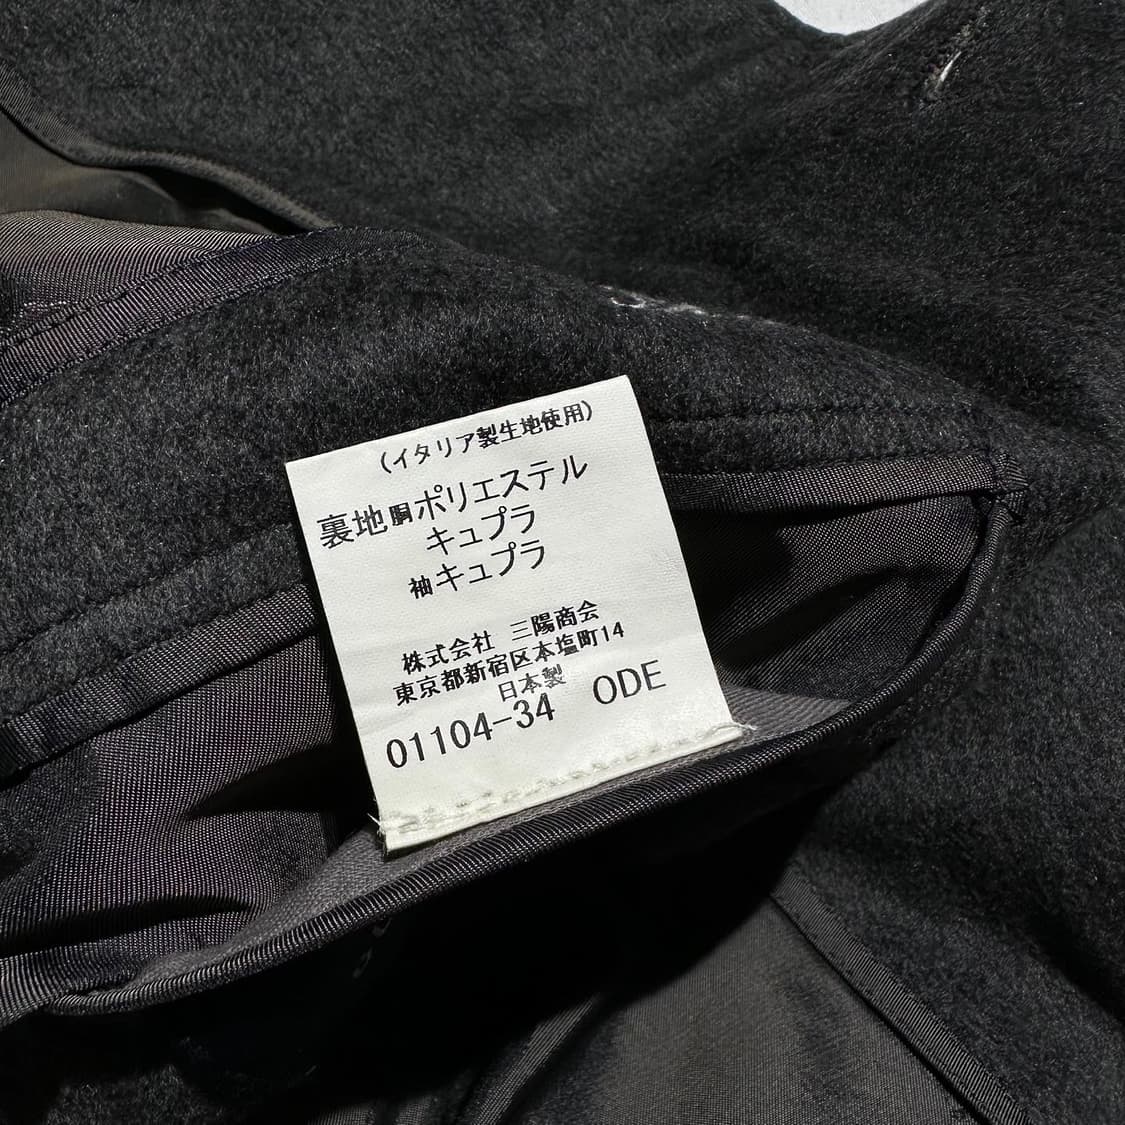 (イタリア製生地使用)
裏地胴ポリエステル
キュプラ
袖キュプラ
株式会社 三陽商会
東京都新宿区本塩町14
日本製
01104-34 ODE